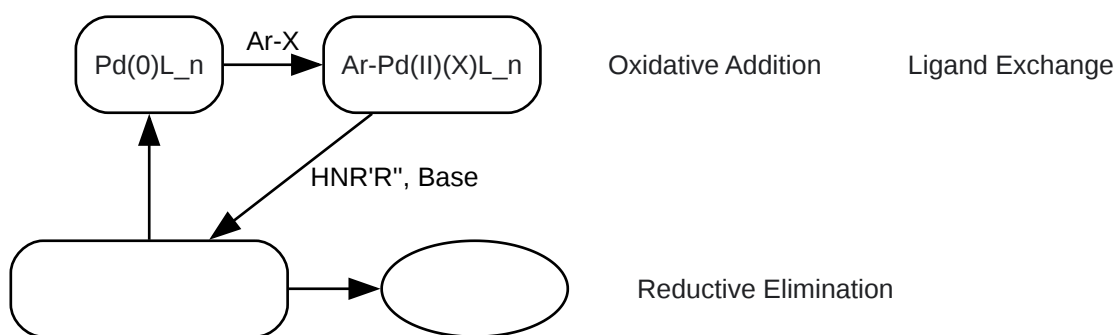 Ar-X
Pd(0)L_n
Ar-Pd(II)(X)L_n
Oxidative Addition
Ligand Exchange
HNR'R", Base
Reductive Elimination